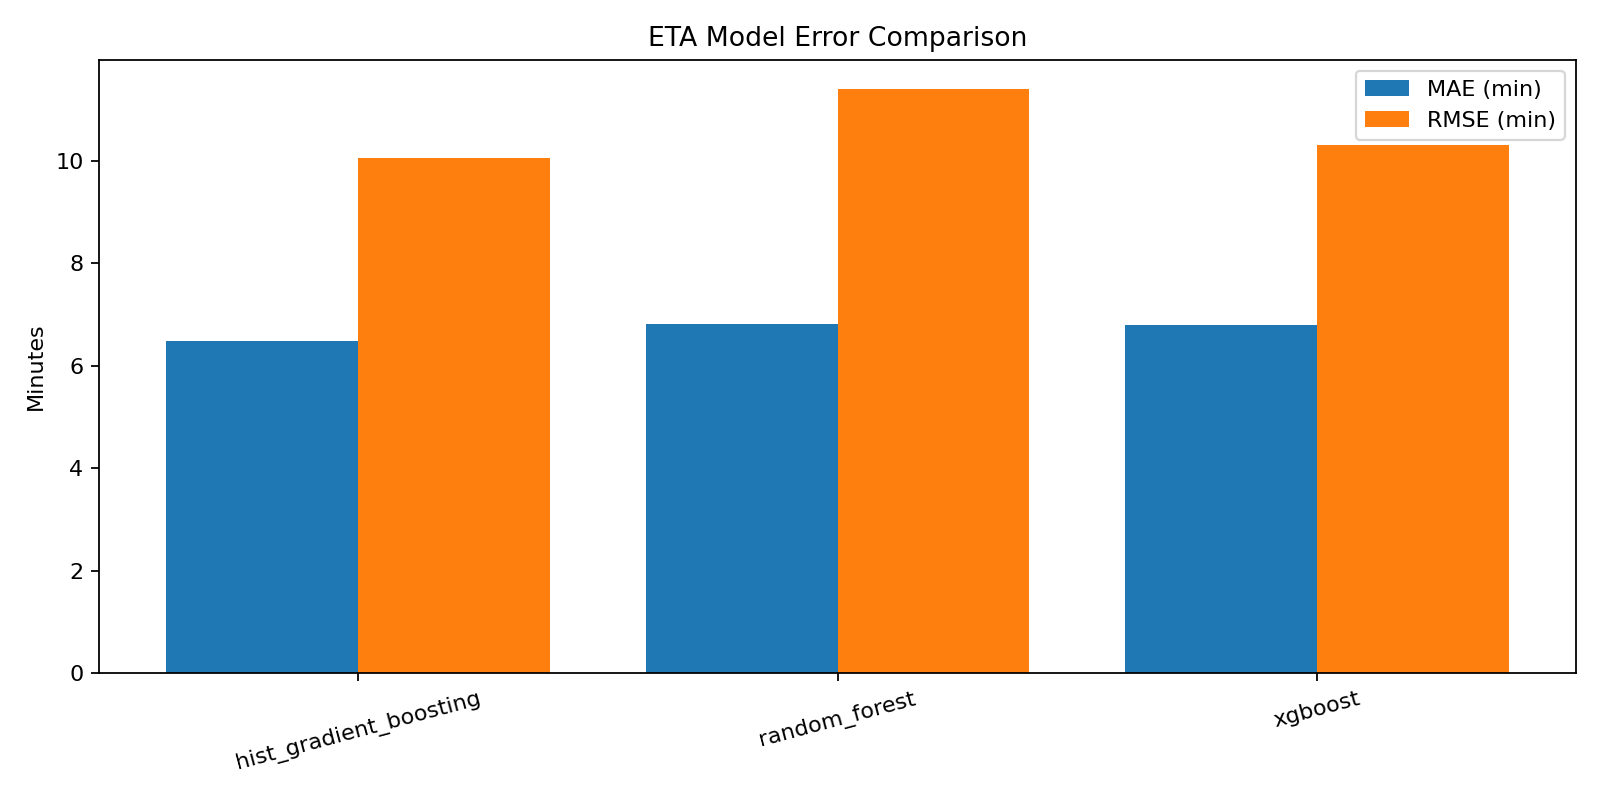 ETA Model Error Comparison
MAE (min)
RMSE (min)
Minutes
10
8
6
4
2
0
hist_gradient_boosting
random_forest
xgboost